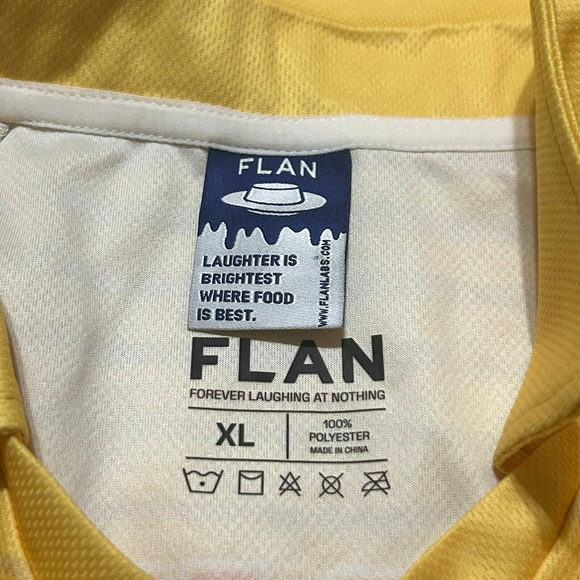 FLAN
LAUGHTER IS
BRIGHTEST
WHERE FOOD
IS BEST.
WWW.FLANLABS.COM
FLAN
FOREVER LAUGHING AT NOTHING
XL
100%
POLYESTER
MADE IN CHINA